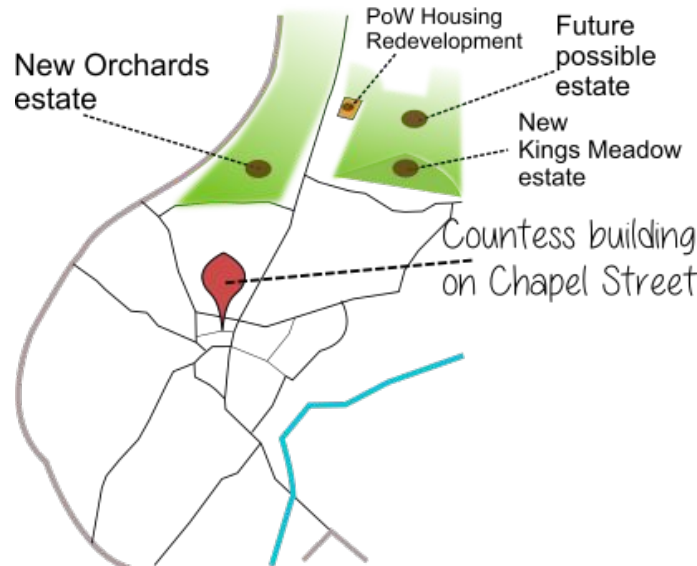 PoW Housing
Redevelopment
New Orchards
estate
Future
possible
estate
New
Kings Meadow
estate
Countess building
on Chapel Street